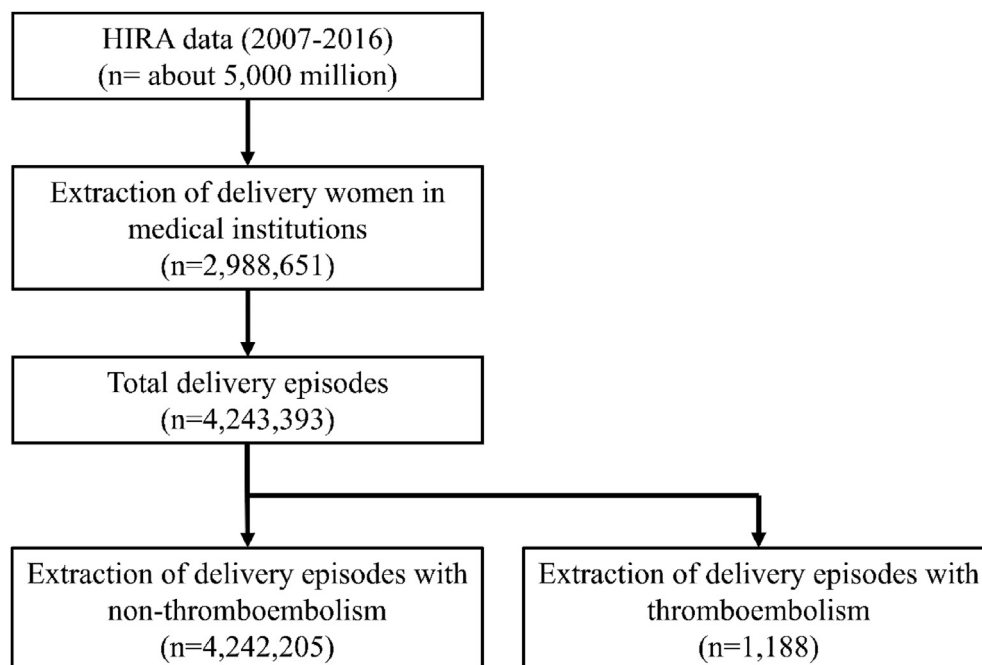 HIRA data (2007-2016)
(n= about 5,000 million)
Extraction of delivery women in
medical institutions
(n=2,988,651)
Total delivery episodes
(n=4,243,393)
Extraction of delivery episodes with
non-thromboembolism
(n=4,242,205)
Extraction of delivery episodes with
thromboembolism
(n=1,188)